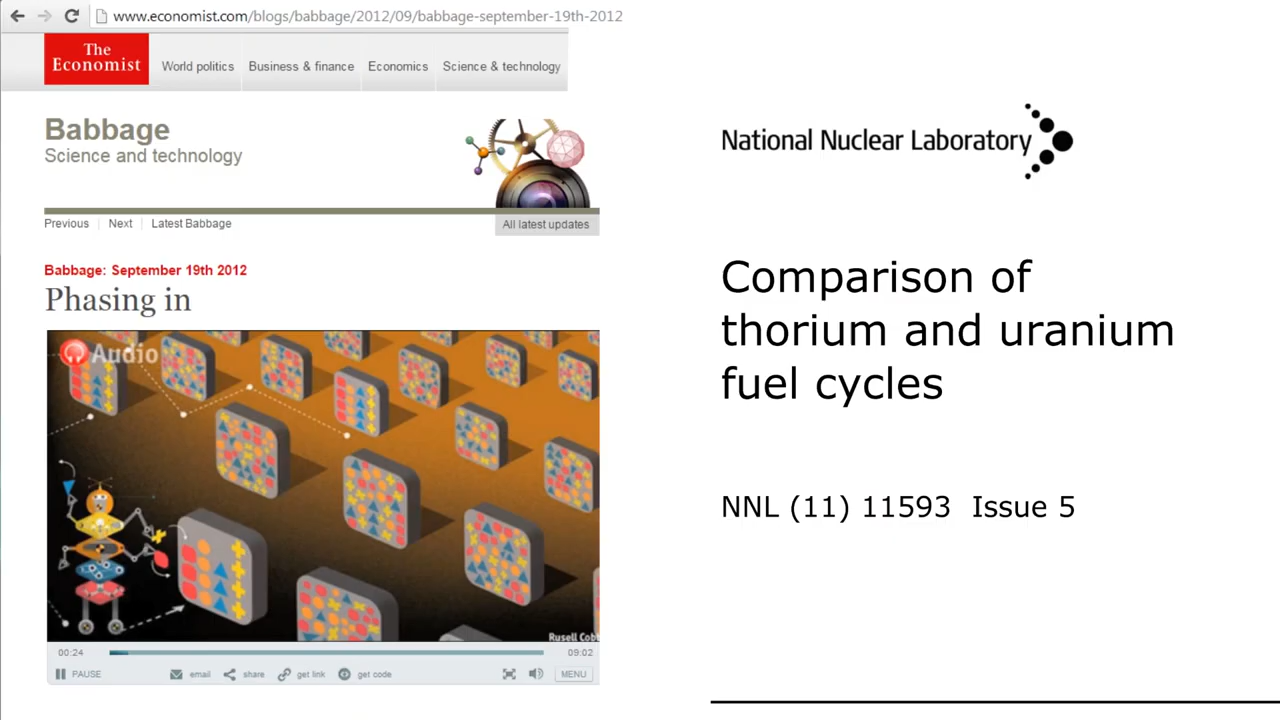 www.economist.com/blogs/babbage/2012/09/babbage-september-19th-2012
The
Economist
World politics
Business & finance
Economics
Science & technology
Babbage
Science and technology
Previous
Next
Latest Babbage
All latest updates
Babbage: September 19th 2012
Phasing in
Audio
Rusell
00:24
09:02
PAUSE
email
share
get link
get code
MENU
National Nuclear Laboratory
Comparison of
thorium and uranium
fuel cycles
NNL (11) 11593 Issue 5